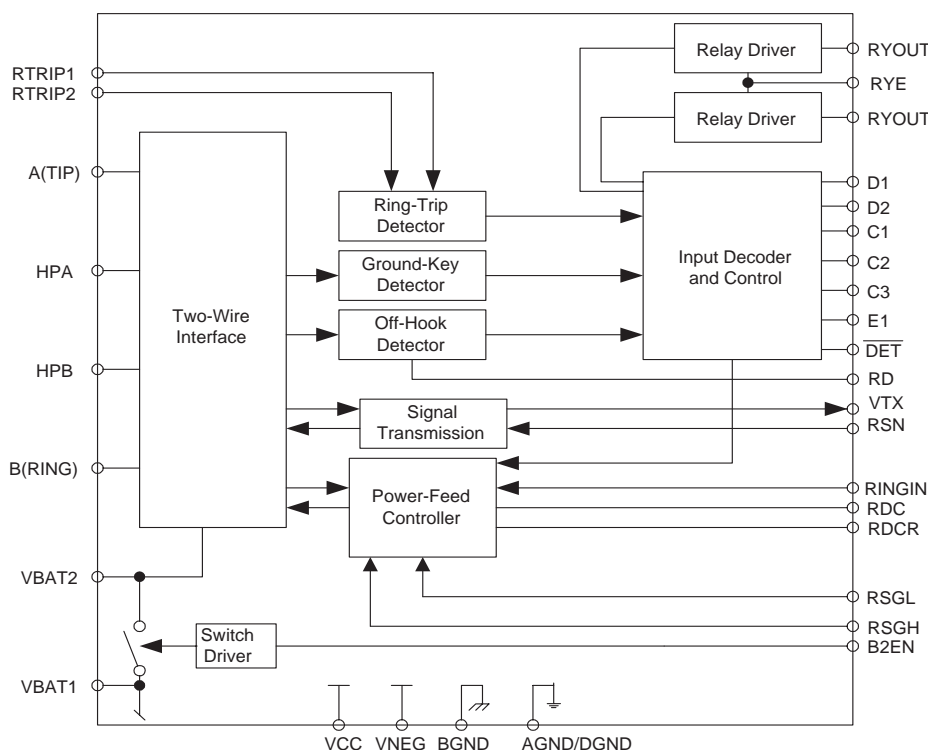 Relay Driver
RYOUT
RTRIP1
RYE
RTRIP2
Relay Driver
RYOUT
A(TIP)
D1
Ring-Trip
Detector
D2
C1
Input Decoder
and Control
HPA
Ground-Key
Detector
C2
C3
Two-Wire
Interface
Off-Hook
Detector
E1
DET
HPB
RD
Signal
Transmission
VTX
RSN
B(RING)
Power-Feed
Controller
RINGIN
RDC
RDCR
VBAT2
RSGL
RSGH
Switch
Driver
B2EN
VBAT1
VCC VNEG BGND AGND/DGND